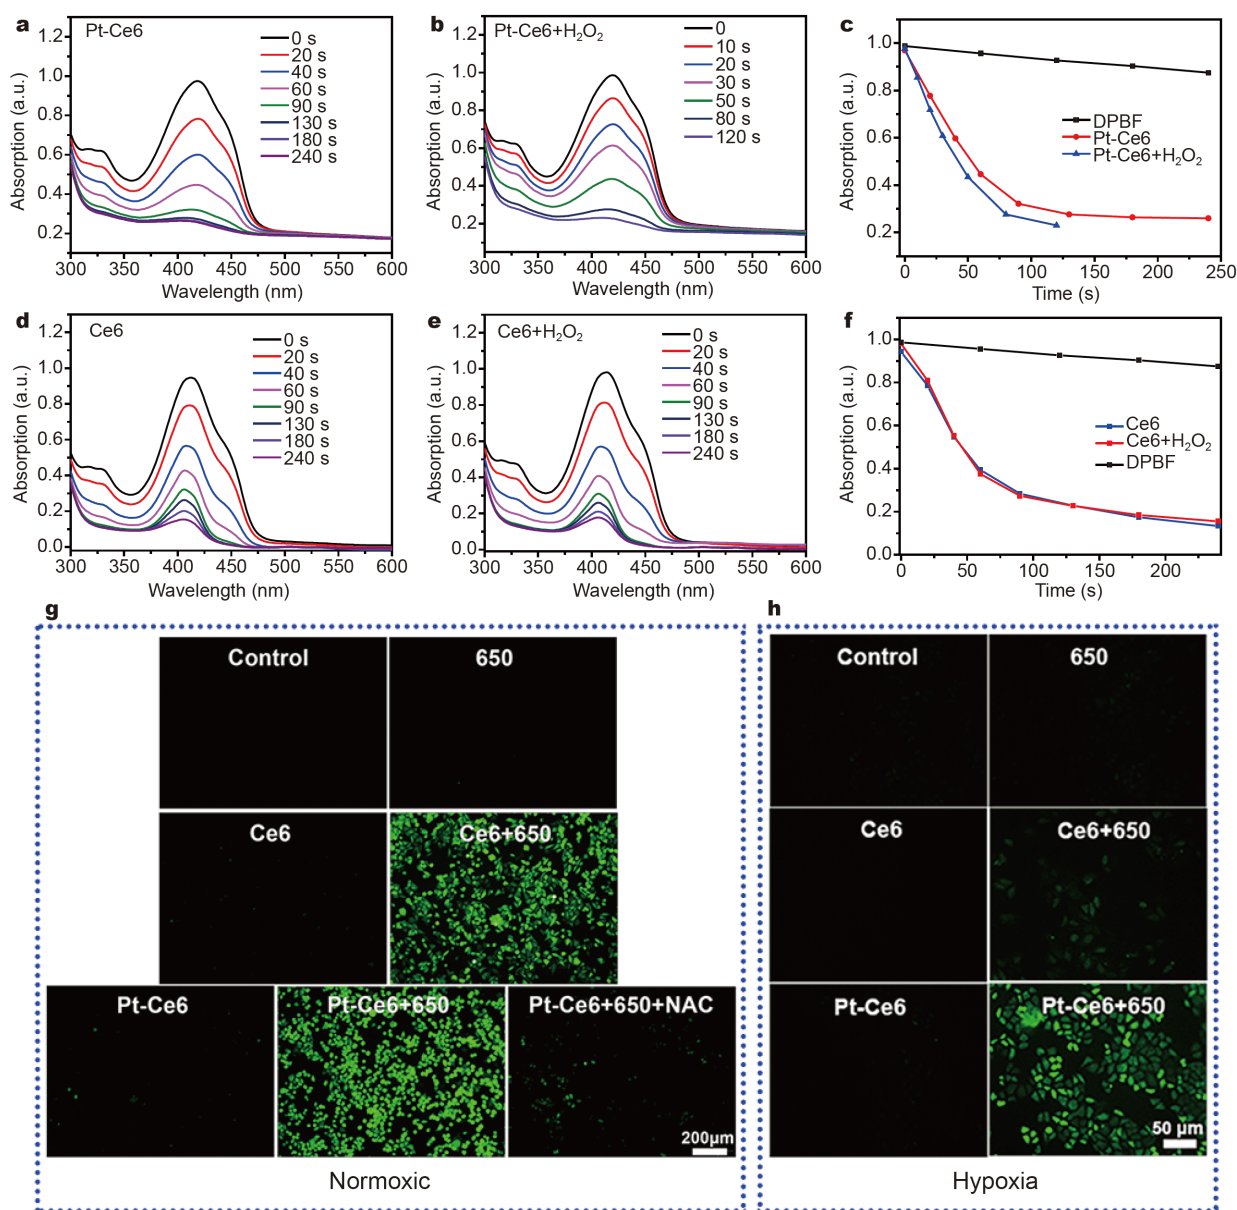 a
Pt-Ce6
0 s
20 s
40 s
60 s
90 s
130 s
180 s
240 s
1.2
1.0
0.8
0.6
0.4
0.2
Absorption (a.u.)
300 350 400 450 500 550 600
Wavelength (nm)
b
Pt-Ce6+H₂O₂
0
10 s
20 s
30 s
50 s
80 s
120 s
1.2
1.0
0.8
0.6
0.4
0.2
Absorption (a.u.)
300 350 400 450 500 550 600
Wavelength (nm)
c
DPBF
Pt-Ce6
Pt-Ce6+H₂O₂
1.0
0.8
0.6
0.4
0.2
Absorption (a.u.)
0 50 100 150 200 250
Time (s)
d
Ce6
0 s
20 s
40 s
60 s
90 s
130 s
180 s
240 s
1.2
1.0
0.8
0.6
0.4
0.2
0.0
Absorption (a.u.)
300 350 400 450 500 550 600
Wavelength (nm)
e
Ce6+H₂O₂
0 s
20 s
40 s
60 s
90 s
130 s
180 s
240 s
1.2
1.0
0.8
0.6
0.4
0.2
0.0
Absorption (a.u.)
300 350 400 450 500 550 600
Wavelength (nm)
f
Ce6
Ce6+H₂O₂
DPBF
1.0
0.8
0.6
0.4
0.2
0.0
Absorption (a.u.)
0 50 100 150 200
Time (s)
g
Control
650
Ce6
Ce6+650
Pt-Ce6
Pt-Ce6+650
Pt-Ce6+650+NAC
200μm
Normoxic
h
Control
650
Ce6
Ce6+650
Pt-Ce6
Pt-Ce6+650
50 μm
Hypoxia